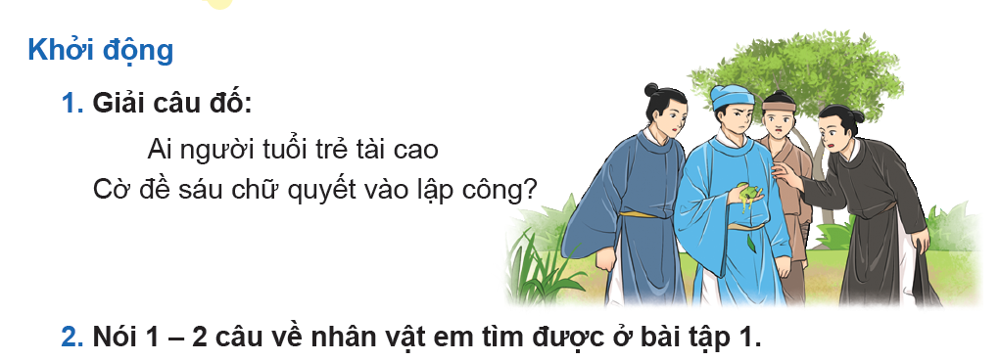 Khởi động
1. Giải câu đố:
Ai người tuổi trẻ tài cao
Cờ đề sáu chữ quyết vào lập công?
2. Nói 1 – 2 câu về nhân vật em tìm được ở bài tập 1.